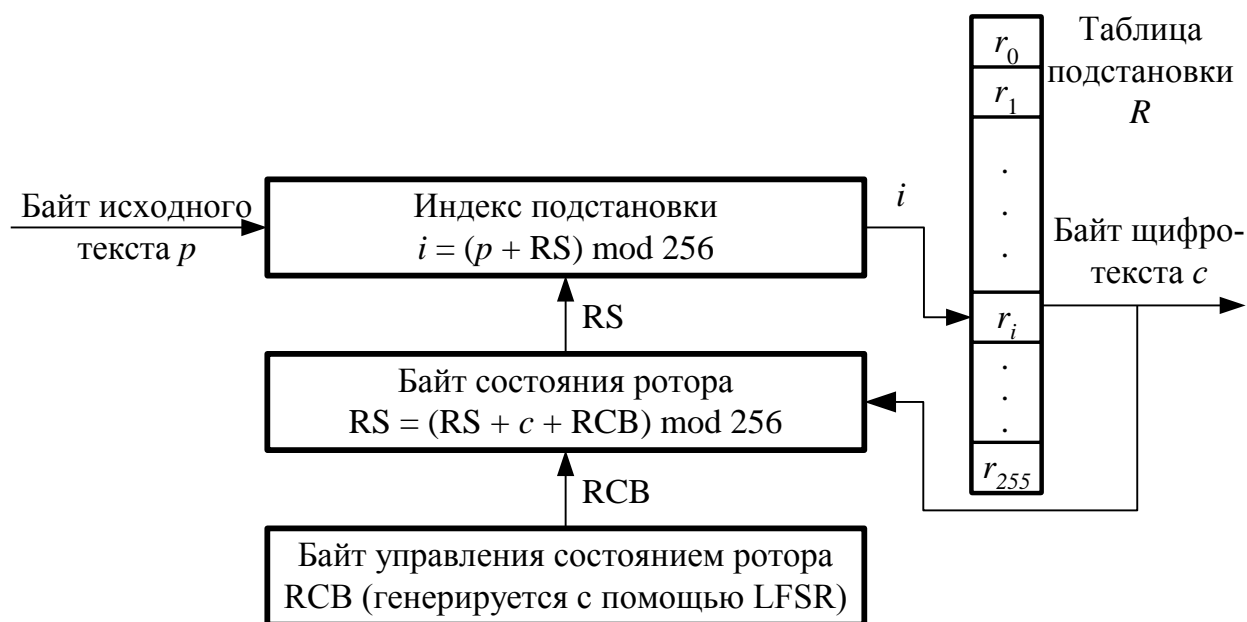 r0
Таблица
подстановки
R
r1
.
.
.
Байт исходного
текста p
Индекс подстановки
i = (p + RS) mod 256
i
Байт щифро-
текста c
RS
ri
Байт состояния ротора
RS = (RS + c + RCB) mod 256
.
.
.
RCB
r255
Байт управления состоянием ротора
RCB (генерируется с помощью LFSR)